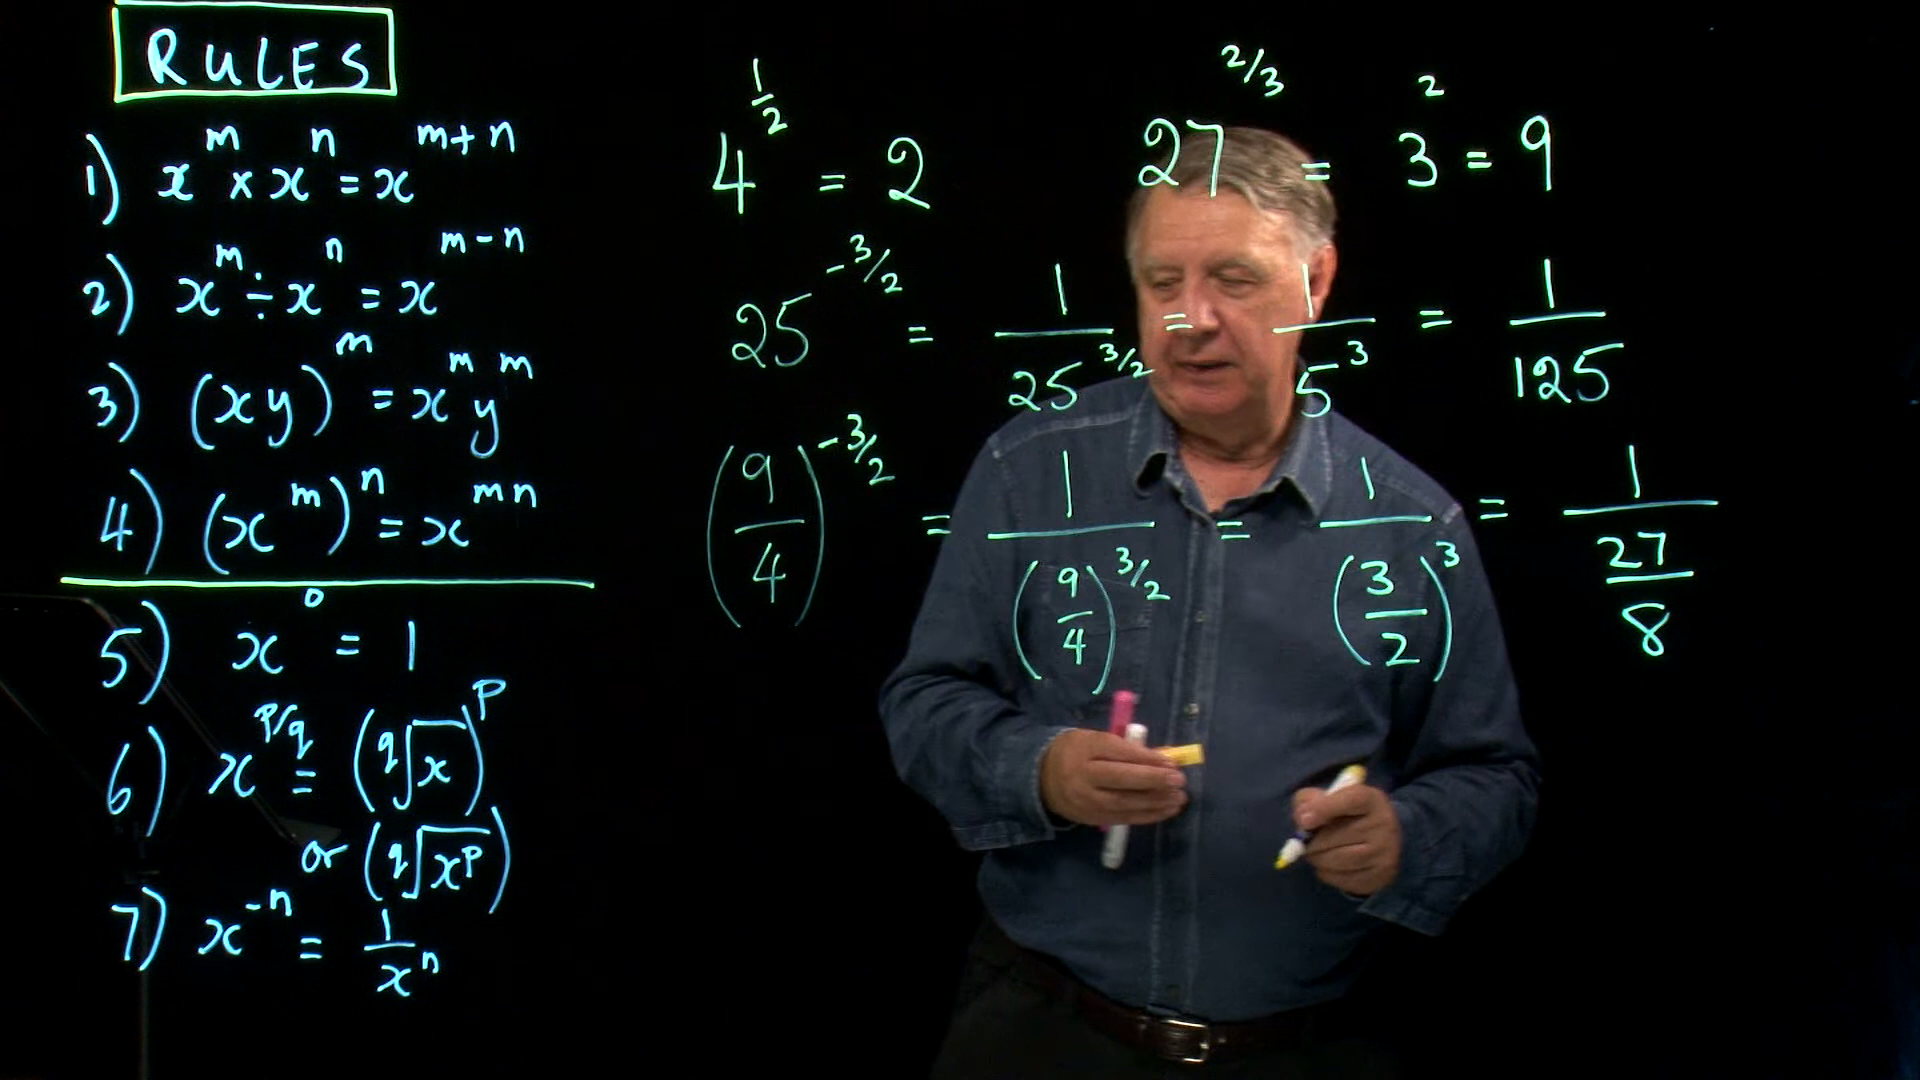 RULES
1) x^m × x^n = x^(m+n)
2) x^m ÷ x^n = x^(m-n)
3) (xy)^m = x^m y^m
4) (x^m)^n = x^(mn)
5) x^0 = 1
6) x^(p/q) = (q√x)^p
or (q√x^p)
7) x^(-n) = 1/x^n
4^(1/2) = 2
27^(2/3) = 3^2 = 9
25^(-3/2) = 1/25^(3/2) = 1/5^3 = 1/125
(9/4)^(-3/2) = 1/(9/4)^(3/2) = 1/(3/2)^3 = 1/(27/8)